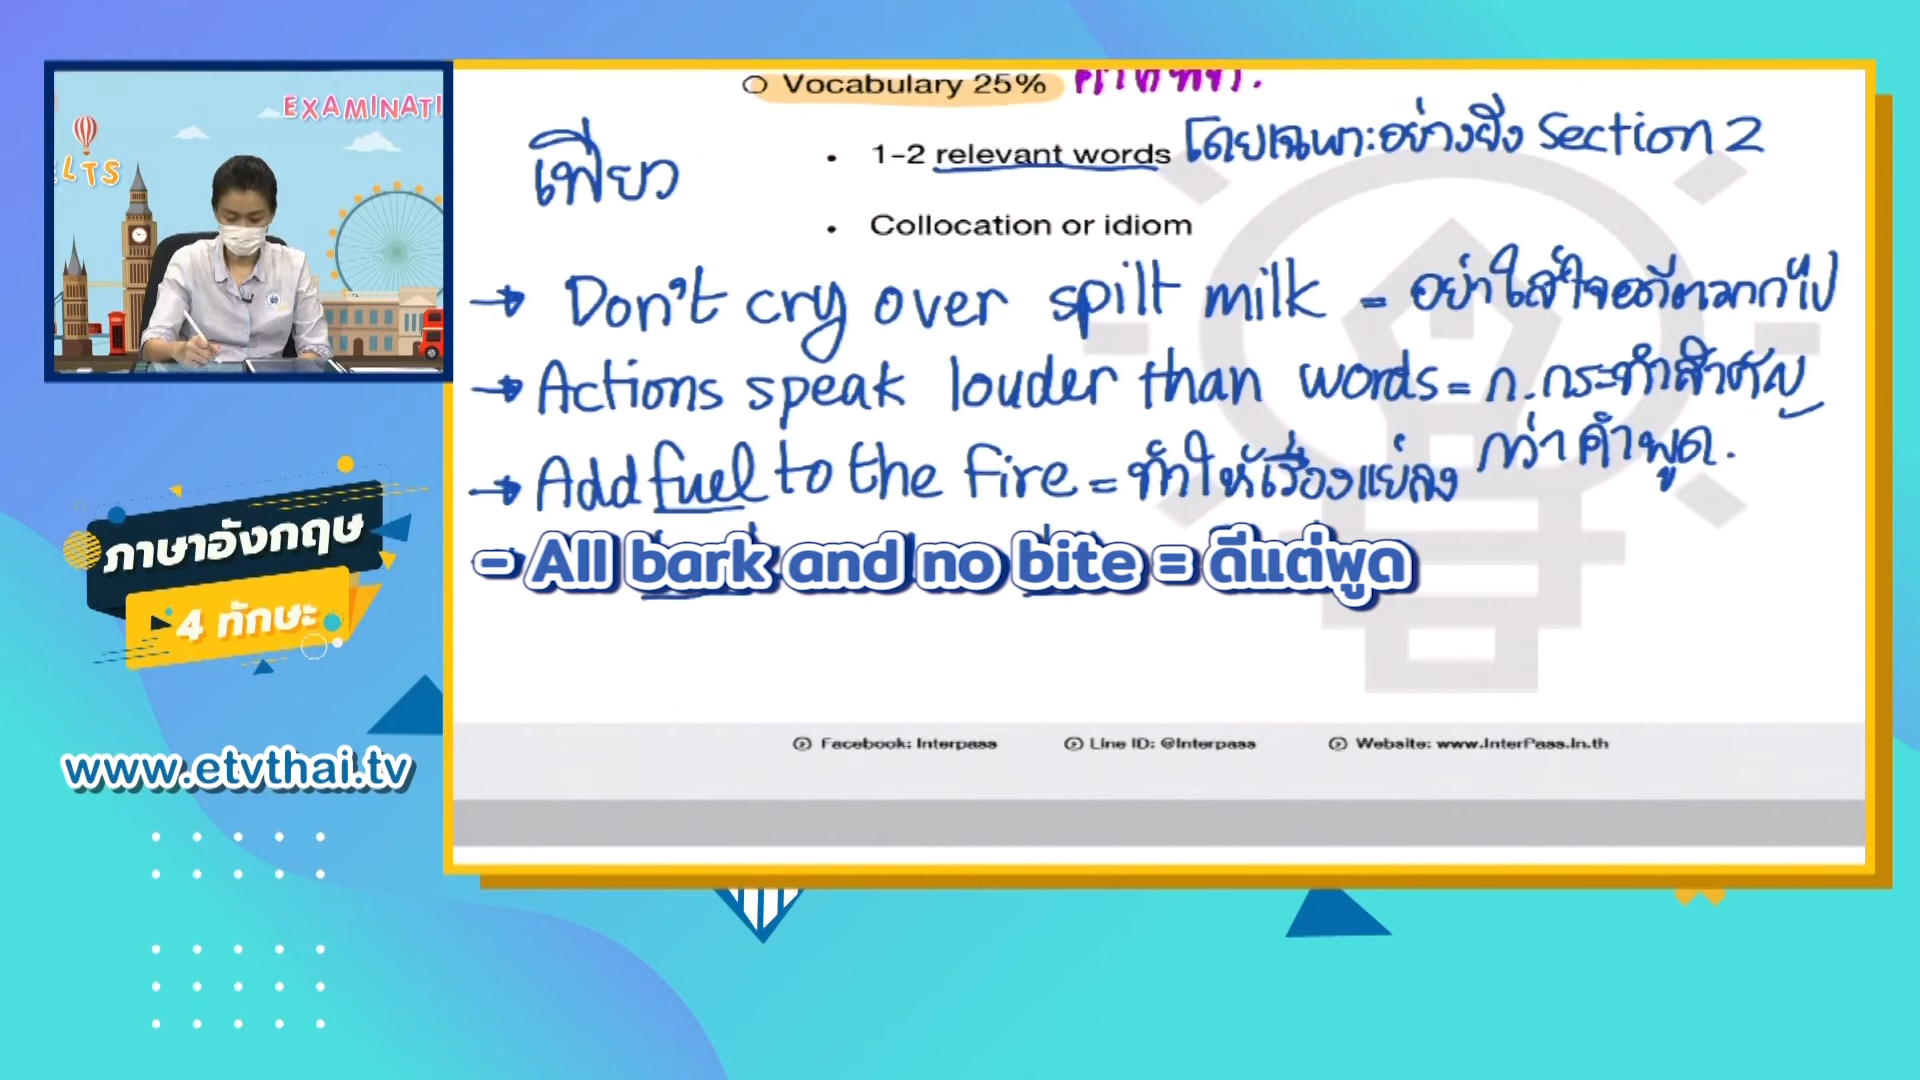 EXAMINATI
ELTS
ภาษาอังกฤษ
4 ทักษะ
www.etvthai.tv
Vocabulary 25%
เฟียว
1-2 relevant words โดยเฉพาะอย่างยิ่ง Section 2
Collocation or idiom
→ Don't cry over spilt milk = อย่าใส่ใจอดีตมากไป
→ Actions speak louder than words = ก.กระทำสำคัญ
กว่าคำพูด.
→ Add fuel to the fire = ทำให้เรื่องแย่ลง
- All bark and no bite = ดีแต่พูด
Facebook: Interpass
Line ID: @Interpass
Website: www.InterPass.in.th